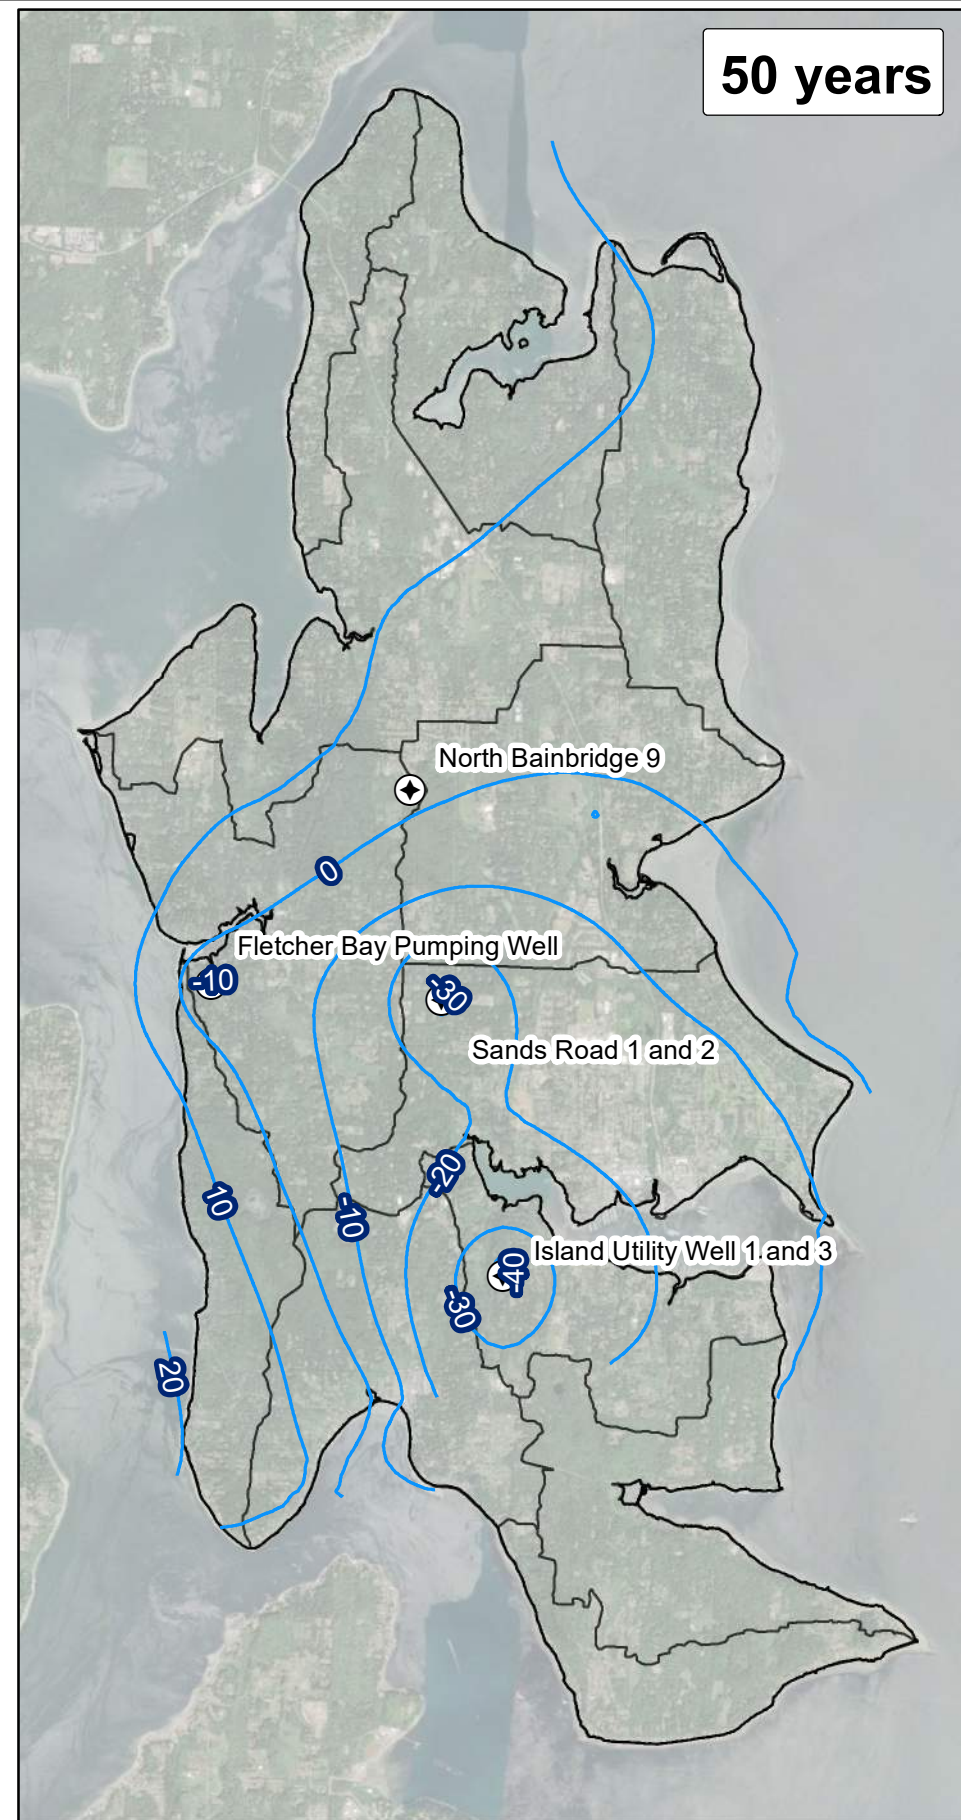 50 years
North Bainbridge 9
0
Fletcher Bay Pumping Well
-10
-30
Sands Road 1 and 2
-20
10
-10
Island Utility Well 1 and 3
-40
-30
20